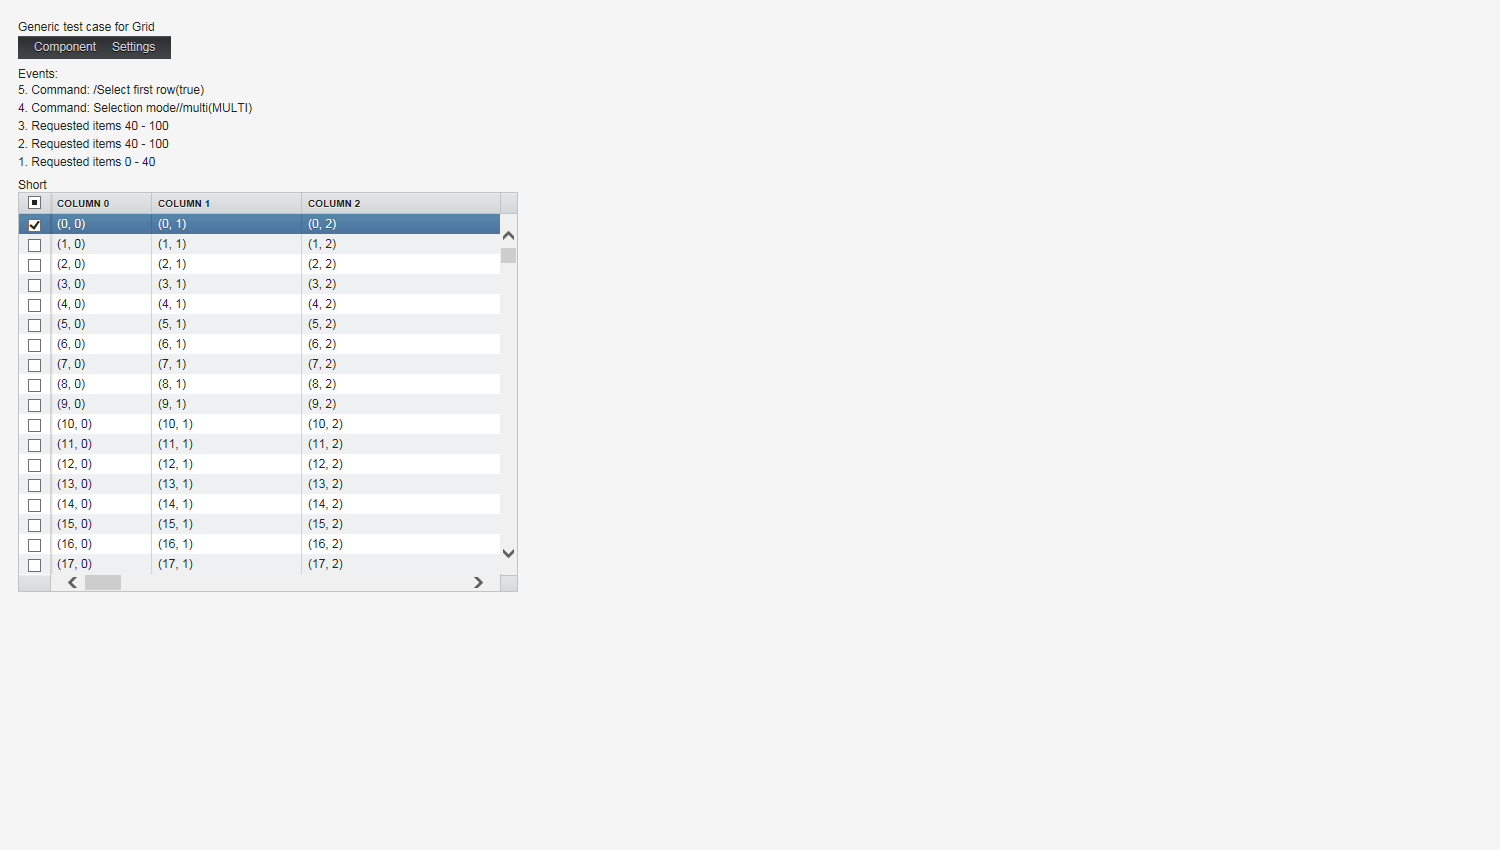 Generic test case for Grid
Component Settings
Events:
5. Command: /Select first row(true)
4. Command: Selection mode//multi(MULTI)
3. Requested items 40 - 100
2. Requested items 40 - 100
1. Requested items 0 - 40
Short
COLUMN 0 COLUMN 1 COLUMN 2
(0, 0) (0, 1) (0, 2)
(1, 0) (1, 1) (1, 2)
(2, 0) (2, 1) (2, 2)
(3, 0) (3, 1) (3, 2)
(4, 0) (4, 1) (4, 2)
(5, 0) (5, 1) (5, 2)
(6, 0) (6, 1) (6, 2)
(7, 0) (7, 1) (7, 2)
(8, 0) (8, 1) (8, 2)
(9, 0) (9, 1) (9, 2)
(10, 0) (10, 1) (10, 2)
(11, 0) (11, 1) (11, 2)
(12, 0) (12, 1) (12, 2)
(13, 0) (13, 1) (13, 2)
(14, 0) (14, 1) (14, 2)
(15, 0) (15, 1) (15, 2)
(16, 0) (16, 1) (16, 2)
(17, 0) (17, 1) (17, 2)